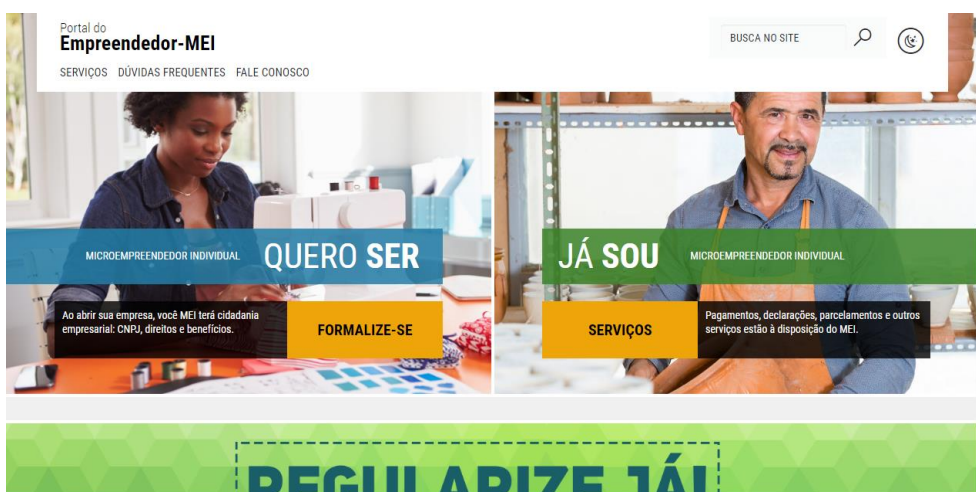 Portal do
Empreendedor-MEI
BUSCA NO SITE
SERVIÇOS DÚVIDAS FREQUENTES FALE CONOSCO
MICROEMPREENDEDOR INDIVIDUAL QUERO SER
Ao abrir sua empresa, você MEI terá cidadania
empresarial: CNPJ, direitos e benefícios.
FORMALIZE-SE
JÁ SOU MICROEMPREENDEDOR INDIVIDUAL
SERVIÇOS
Pagamentos, declarações, parcelamentos e outros
serviços estão à disposição do MEI.
REGULARIZE JÁ!